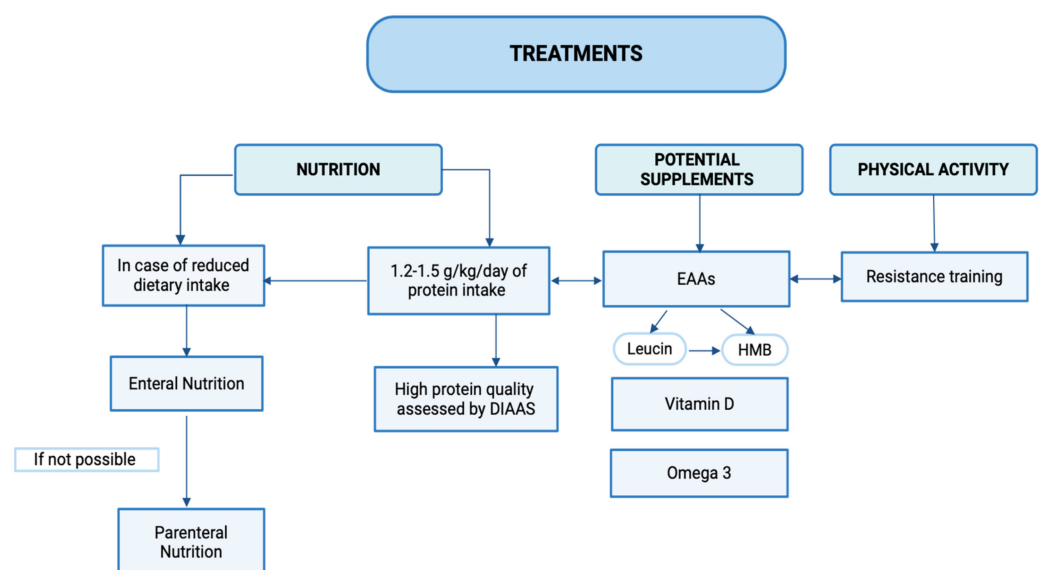 TREATMENTS
NUTRITION
POTENTIAL
SUPPLEMENTS
PHYSICAL ACTIVITY
In case of reduced
dietary intake
1.2-1.5 g/kg/day of
protein intake
EAAs
Resistance training
Leucin
HMB
Enteral Nutrition
High protein quality
assessed by DIAAS
Vitamin D
If not possible
Omega 3
Parenteral
Nutrition